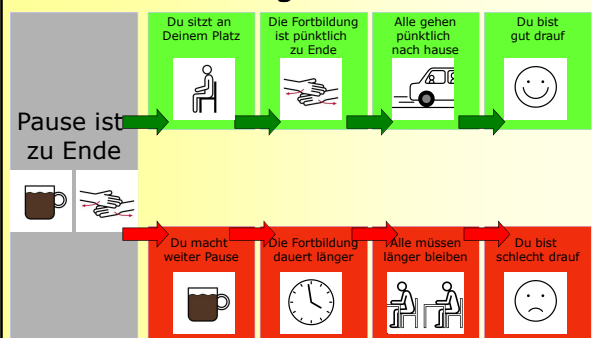 Pause ist
zu Ende
Du sitzt an
Deinem Platz
Die Fortbildung
ist pünktlich
zu Ende
Alle gehen
pünktlich
nach hause
Du bist
gut drauf
Du macht
weiter Pause
Die Fortbildung
dauert länger
Alle müssen
länger bleiben
Du bist
schlecht drauf